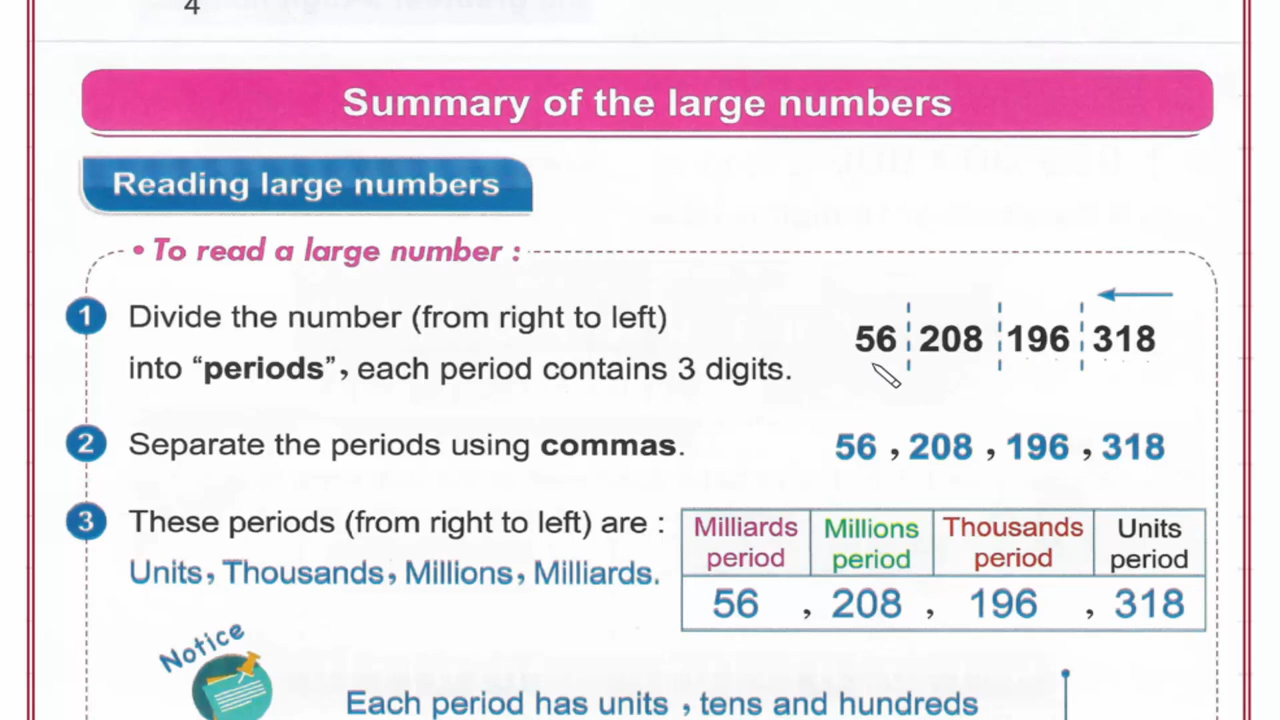 4
Summary of the large numbers
Reading large numbers
• To read a large number :
1 Divide the number (from right to left)
into “periods”, each period contains 3 digits.
56 208 196 318
2 Separate the periods using commas.
56 , 208 , 196 , 318
3 These periods (from right to left) are :
Units, Thousands, Millions, Milliards.
Milliards period Millions period Thousands period Units period
56 , 208 , 196 , 318
Notice
Each period has units , tens and hundreds